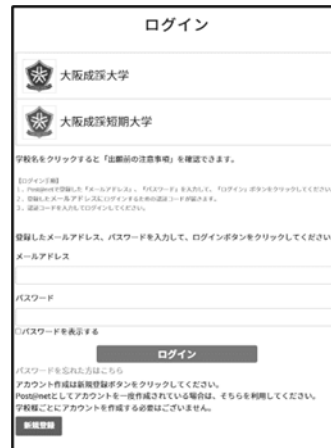 ログイン
大阪成蹊大学
大阪成蹊短期大学
学校名をクリックすると「出願前の注意事項」を確認できます。
【ログイン手順】
1．Post@netで登録した「メールアドレス」、「パスワード」を入力して、「ログイン」ボタンをクリックしてください
2．登録したメールアドレスにログインするための認証コードが届きます。
3．認証コードを入力してログインしてください。
登録したメールアドレス、パスワードを入力して、ログインボタンをクリックしてください
メールアドレス
パスワード
□パスワードを表示する
ログイン
パスワードを忘れた方はこちら
アカウント作成は新規登録ボタンをクリックしてください。
Post@netとしてアカウントを一度作成されている場合は、そちらを利用してください。
学校様ごとにアカウントを作成する必要はございません。
新規登録